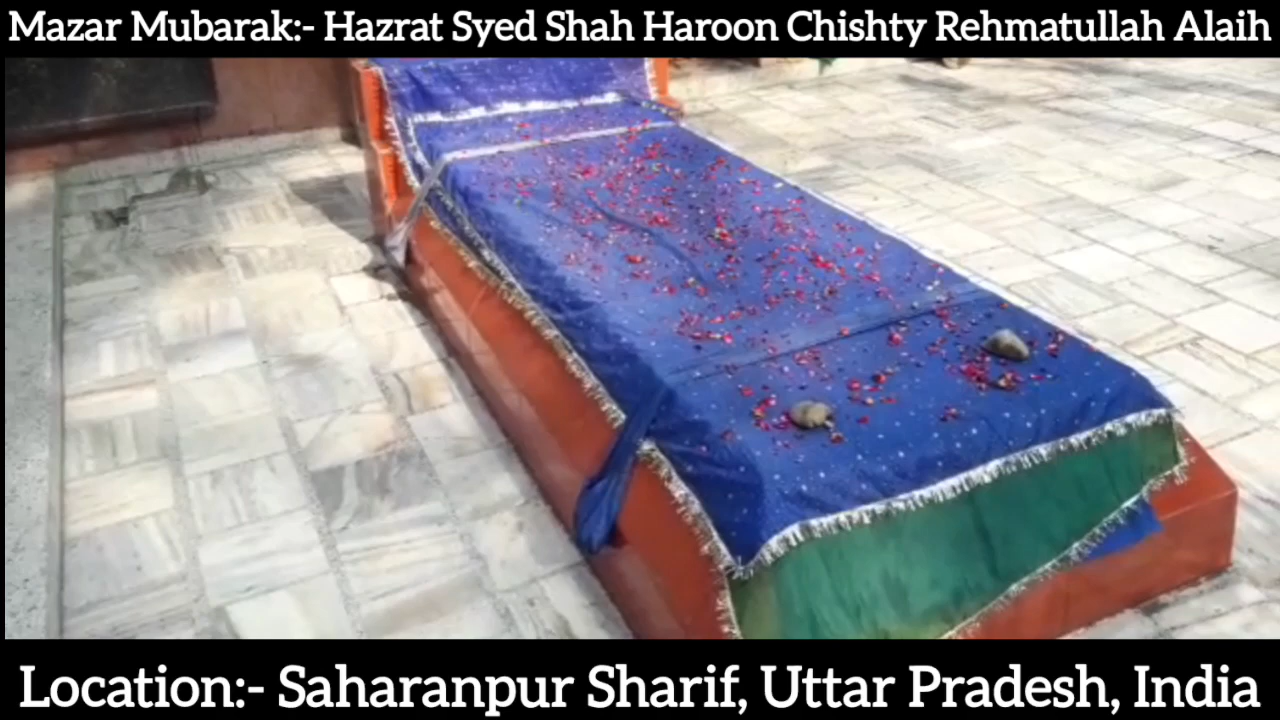 Mazar Mubarak:- Hazrat Syed Shah Haroon Chishty Rehmatullah Alaih
Location:- Saharanpur Sharif, Uttar Pradesh, India